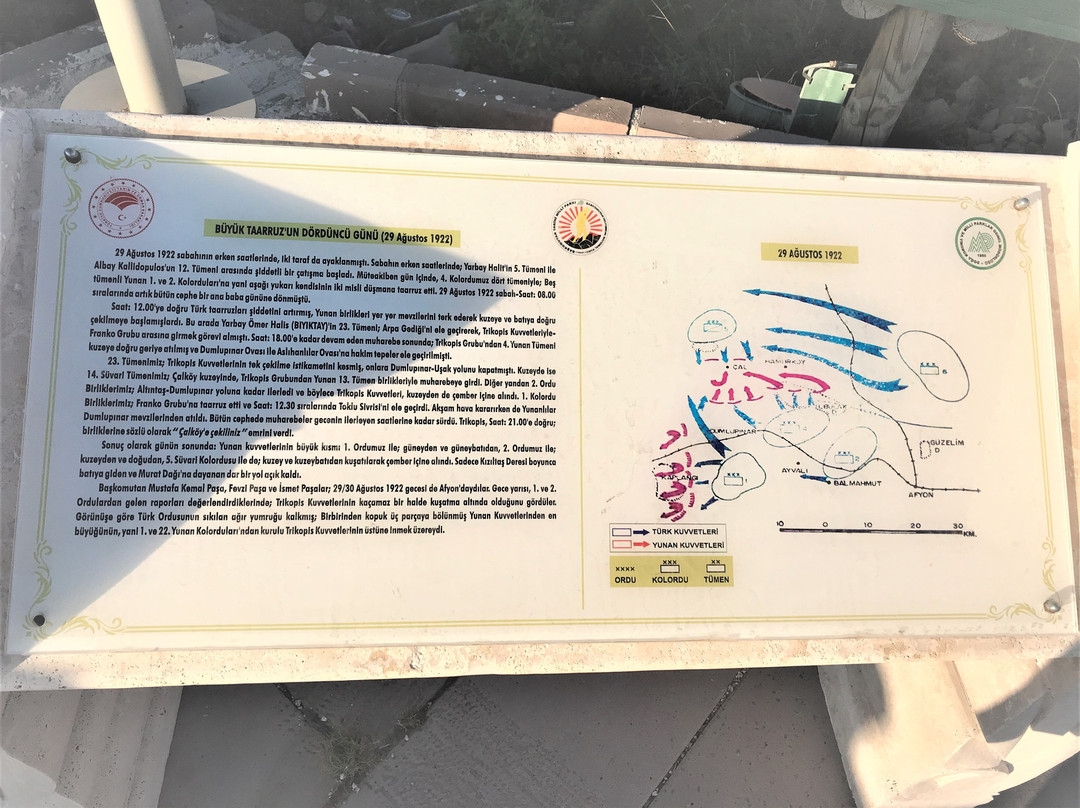 BÜYÜK TAARRUZ'UN DÖRDÜNCÜ GÜNÜ (29 Ağustos 1922)
29 Ağustos 1922 sabahının erken saatlerinde, iki taraf da ayaklanmıştı. Sabahın erken saatlerinde; Yarbay Halit'in 5. Tümeni ile
Albay Kallidopulos'un 12. Tümeni arasında şiddetli bir çatışma başladı. Müteakiben gün içinde, 4. Kolordumuz dört tümeniyle; Beş
tümenli Yunan 1. ve 2. Kolorduları'na yani aşağı yukarı kendisinin iki misli düşmana taarruz etti. 29 Ağustos 1922 sabah-Saat: 08.00
sıralarında artık bütün cephe bir ana baba gününe dönmüştü.
Saat: 12.00'ye doğru Türk taarruzları şiddetini artırmış, Yunan birlikleri yer yer mevzilerini terk ederek kuzeye ve batıya doğru
çekilmeye başlamışlardı. Bu arada Yarbay Ömer Halis (BIYIKTAY)'in 23. Tümeni; Arpa Gediği'ni ele geçirerek, Trikopis Kuvvetleriyle-
Franko Grubu arasına girmek görevi almıştı. Saat: 18.00'e kadar devam eden muharebe sonunda; Trikopis Grubu'ndan 4. Yunan Tümeni
kuzeye doğru geriye atılmış ve Dumlupınar Ovası ile Aslıhanlılar Ovası'na hakim tepeler ele geçirilmişti.
23. Tümenimiz; Trikopis Kuvvetlerinin tek çekilme istikametini kesmiş, onlara Dumlupınar-Uşak yolunu kapatmıştı. Kuzeyde ise
14. Süvari Tümenimiz; Çalköy kuzeyinde, Trikopis Grubundan Yunan 13. Tümen birlikleriyle muharebeye girdi. Diğer yandan 2. Ordu
Birliklerimiz; Altıntaş-Dumlupınar yoluna kadar ilerledi ve böylece Trikopis Kuvvetleri, kuzeyden de çember içine alındı. 1. Kolordu
Birliklerimiz; Franko Grubu'na taarruz etti ve Saat: 12.30 sıralarında Toklu Sivrisi'ni ele geçirdi. Akşam hava kararırken de Yunanlılar
Dumlupınar mevzilerinden atıldı. Bütün cephede muharebeler gecenin ilerleyen saatlerine kadar sürdü. Trikopis, Saat: 21.00'e doğru;
birliklerine sözlü olarak "Çalköy'e çekiliniz" emrini verdi.
Sonuç olarak günün sonunda: Yunan kuvvetlerinin büyük kısmı: 1. Ordumuz ile; güneyden ve güneybatıdan, 2. Ordumuz ile;
kuzeyden ve doğudan, 5. Süvari Kolordusu ile de; kuzey ve kuzeybatıdan kuşatılarak çember içine alındı. Sadece Kızıltaş Deresi boyunca
batıya giden ve Murat Dağı'na dayanan dar bir yol açık kaldı.
Başkomutan Mustafa Kemal Paşa, Fevzi Paşa ve İsmet Paşalar; 29/30 Ağustos 1922 gecesi de Afyon'daydılar. Gece yarısı, 1. ve 2.
Ordulardan gelen raporları değerlendirdiklerinde; Trikopis Kuvvetlerinin kaçamaz bir halde kuşatma altında olduğunu gördüler.
Görünüşe göre Türk Ordusunun sıkılan ağır yumruğu kalkmış; Birbirinden kopuk üç parçaya bölünmüş Yunan Kuvvetlerinden en
büyüğünün, yani 1. ve 22. Yunan Kolorduları'ndan kurulu Trikopis Kuvvetlerinin üstüne inmek üzereydi.
29 AĞUSTOS 1922
ÇAL
HAMURKÖY
6
DUMLUPINAR
GÜZELİM
D
KAPLANGI
1
2
AYVALI
BALMAHMUT
AFYON
10 0 10 20 30
KM.
TÜRK KUVVETLERİ
YUNAN KUVVETLERİ
XXXX XXX XX
ORDU KOLORDU TÜMEN